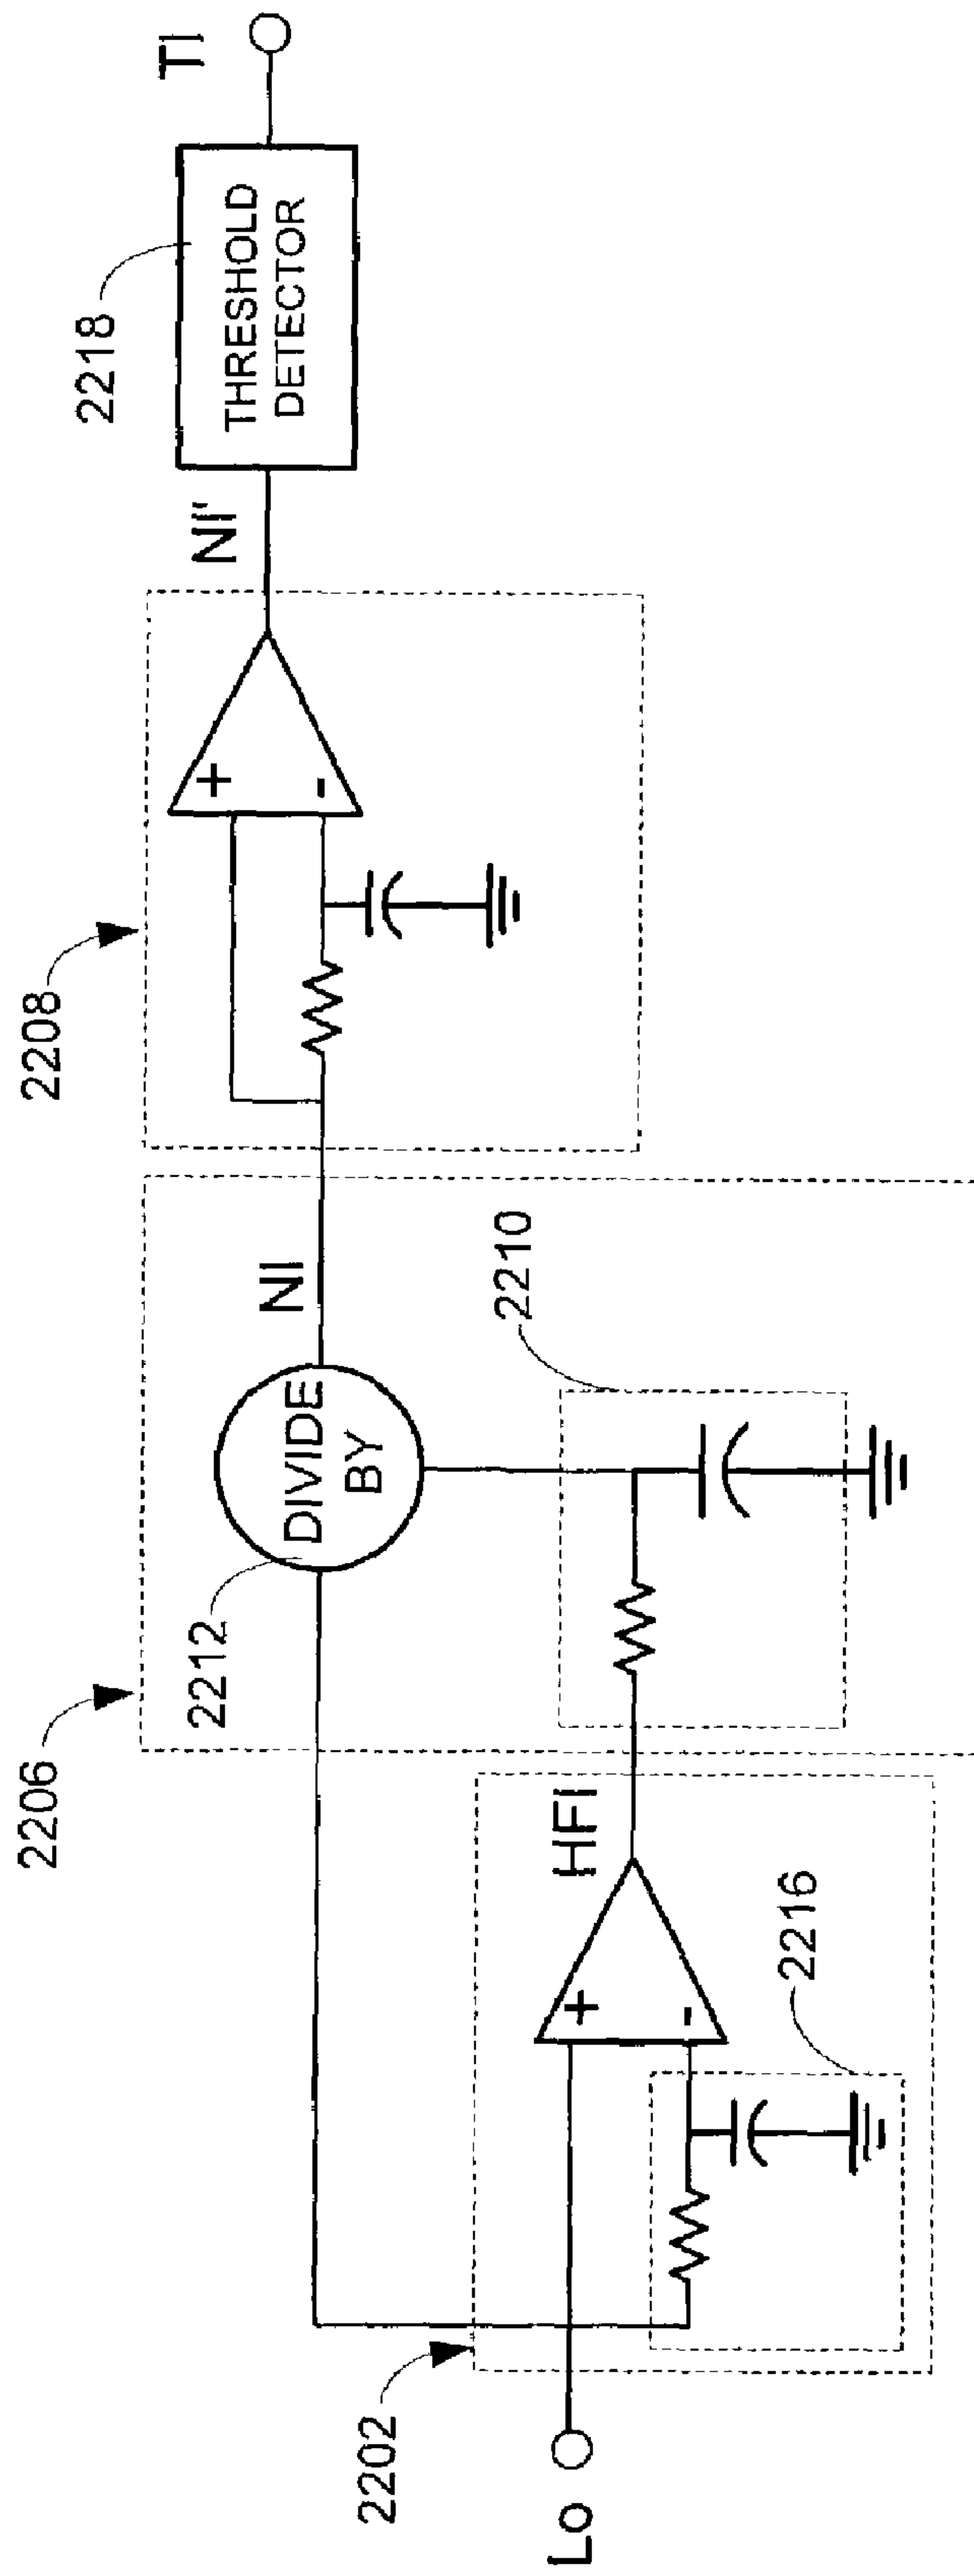 Lo
2202
2216
HFI
2206
2212
DIVIDE
BY
2210
NI
2208
+
-
+
-
NI'
2218
THRESHOLD
DETECTOR
TI